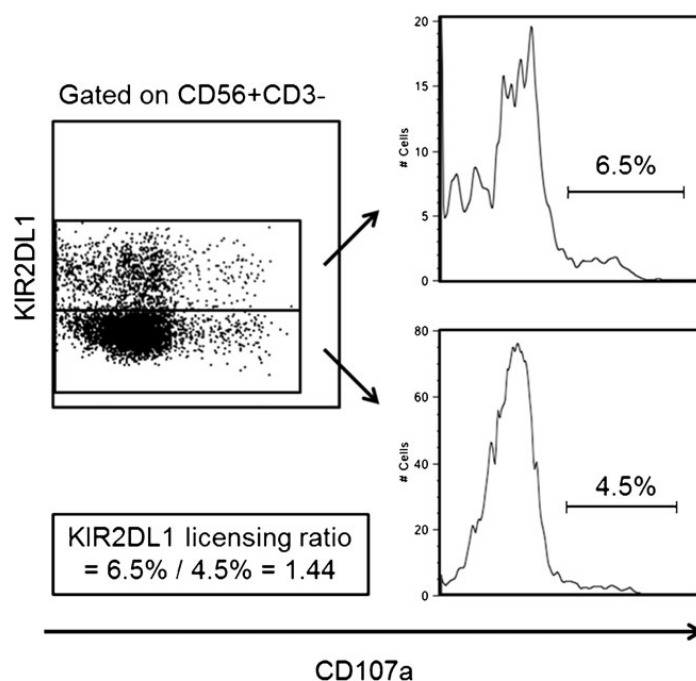 Gated on CD56+CD3-
KIR2DL1
20
15
10
5
0
# Cells
6.5%
80
60
40
20
0
# Cells
4.5%
KIR2DL1 licensing ratio
= 6.5% / 4.5% = 1.44
CD107a